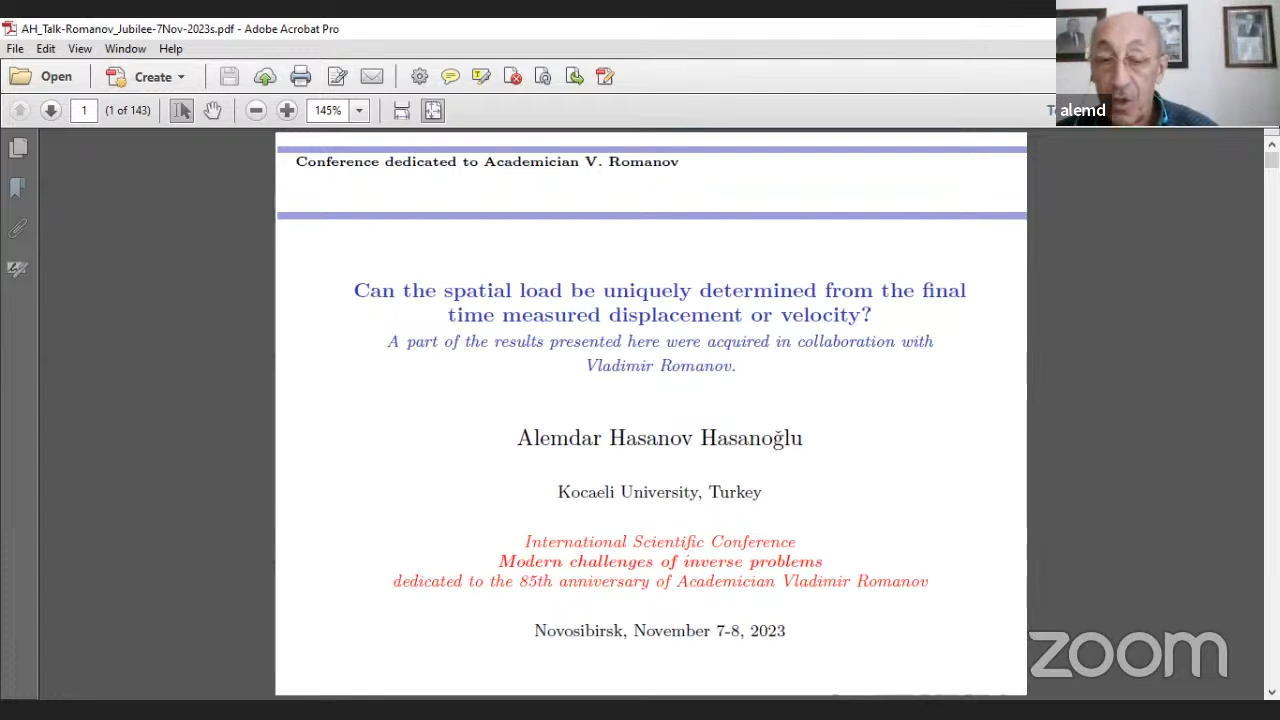 AH_Talk-Romanov_Jubilee-7Nov-2023s.pdf - Adobe Acrobat Pro
File Edit View Window Help
Open Create
1 (1 of 143) 145%
alemd
Conference dedicated to Academician V. Romanov
Can the spatial load be uniquely determined from the final
time measured displacement or velocity?
A part of the results presented here were acquired in collaboration with
Vladimir Romanov.
Alemdar Hasanov Hasanoğlu
Kocaeli University, Turkey
International Scientific Conference
Modern challenges of inverse problems
dedicated to the 85th anniversary of Academician Vladimir Romanov
Novosibirsk, November 7-8, 2023
zoom